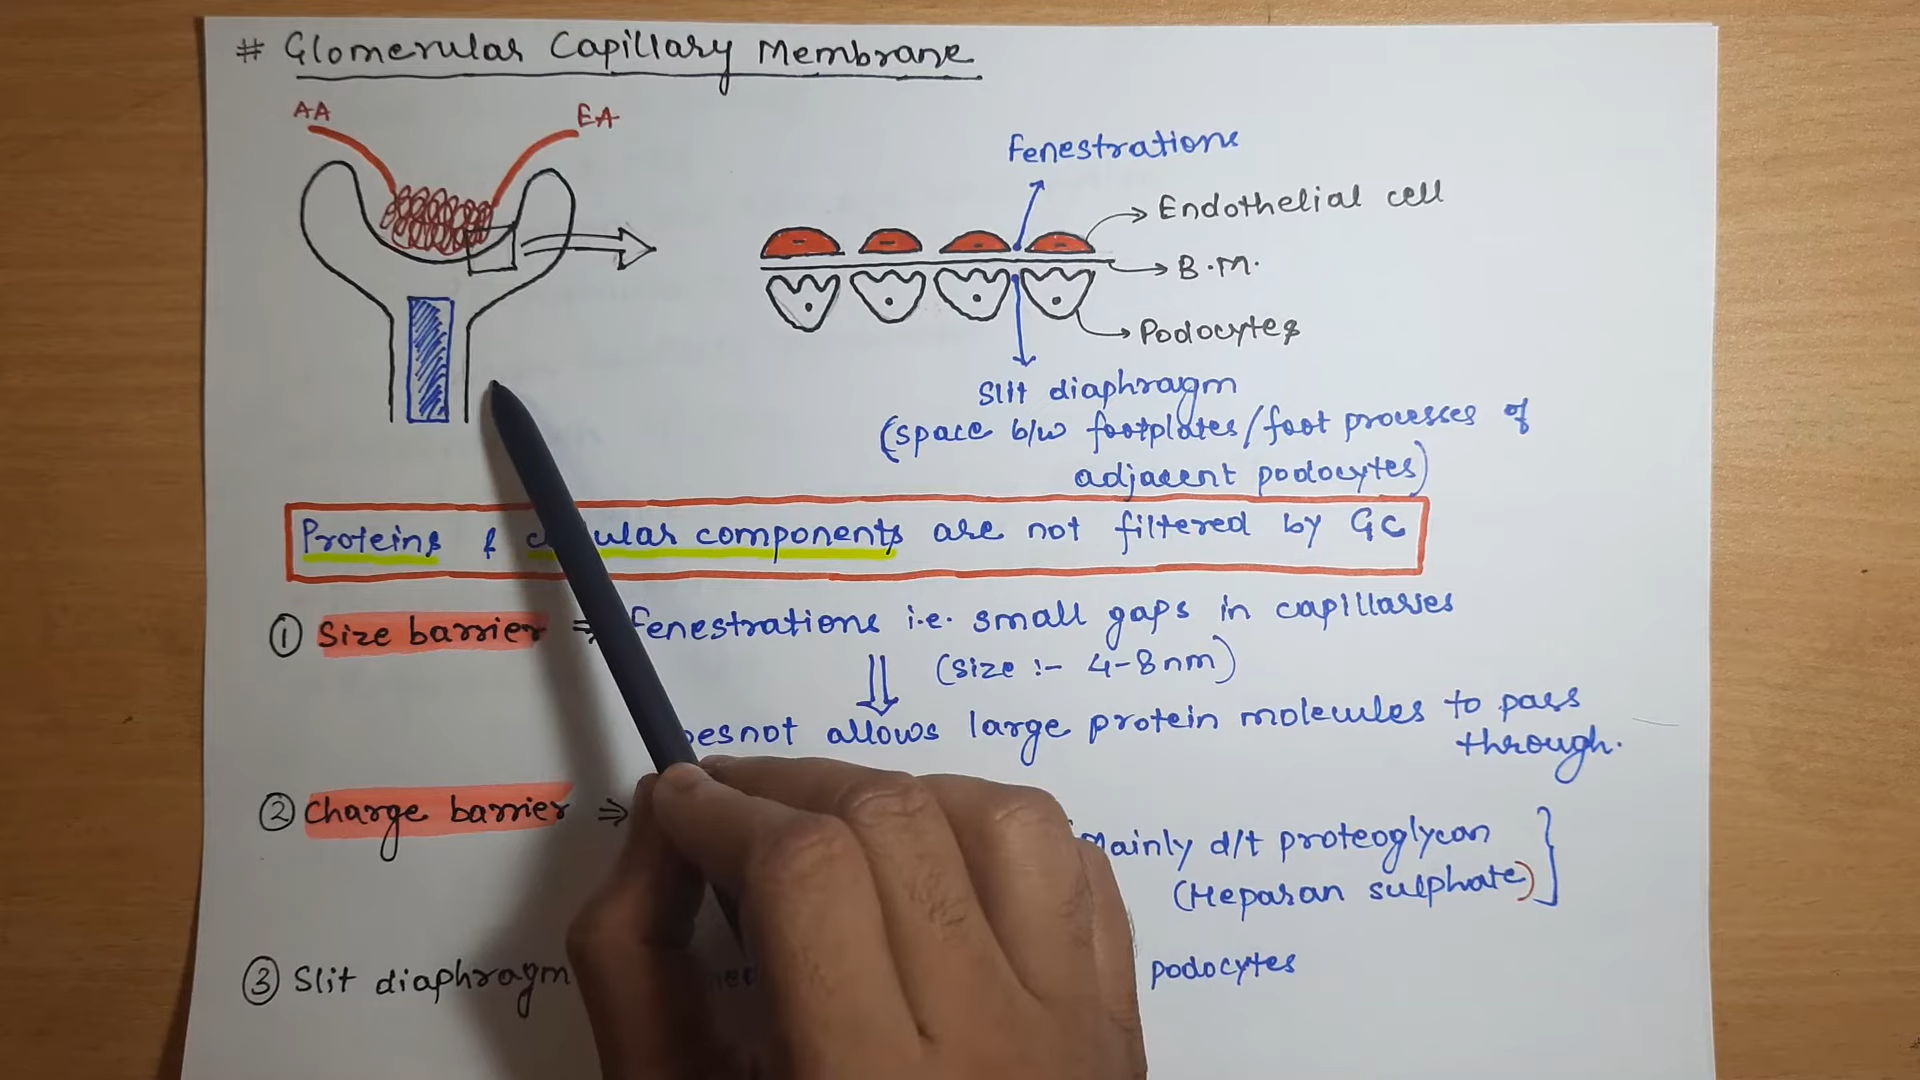 # Glomerular Capillary Membrane
AA
EA
Fenestrations
Endothelial cell
B.M.
Podocytes
Slit diaphragm
(space b/w footplates/foot processes of
adjacent podocytes)
Proteins & cellular components are not filtered by GC
① Size barrier ⇒ fenestrations i.e. small gaps in capillaries
(size :- 4-8nm)
allows large protein molecules to pass
through.
② Charge barrier ⇒ Mainly d/t proteoglycan
(Heparan sulphate)
③ Slit diaphragm podocytes